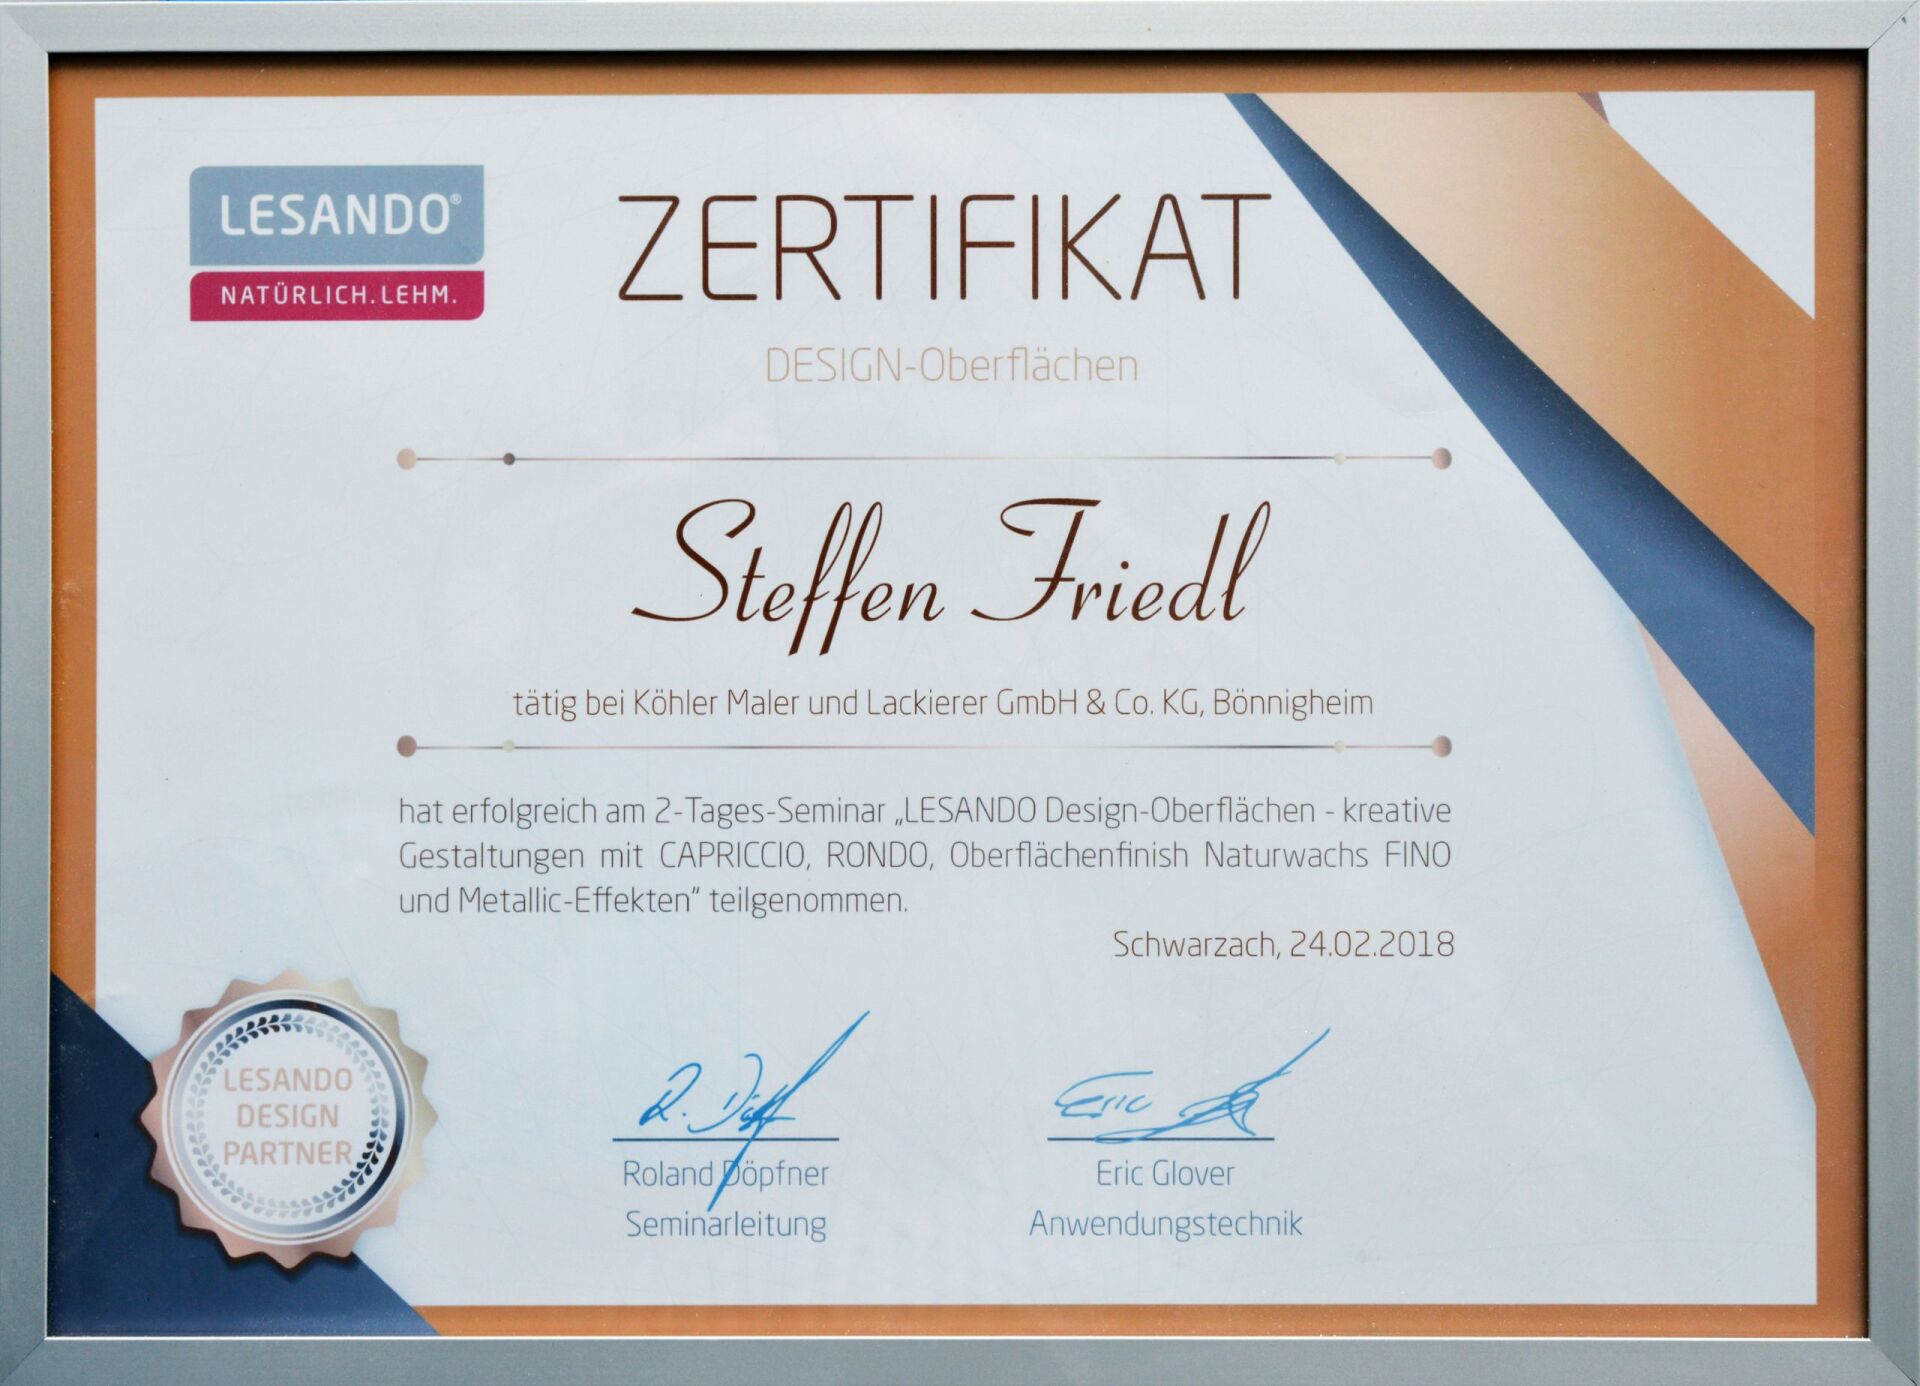 LESANDO®
NATÜRLICH.LEHM.
ZERTIFIKAT
DESIGN-Oberflächen
Steffen Friedl
tätig bei Köhler Maler und Lackierer GmbH & Co. KG, Bönnigheim
hat erfolgreich am 2-Tages-Seminar „LESANDO Design-Oberflächen - kreative
Gestaltungen mit CAPRICCIO, RONDO, Oberflächenfinish Naturwachs FINO
und Metallic-Effekten“ teilgenommen.
Schwarzach, 24.02.2018
LESANDO
DESIGN
PARTNER
R.
Eric
Roland Döpfner
Seminarleitung
Eric Glover
Anwendungstechnik